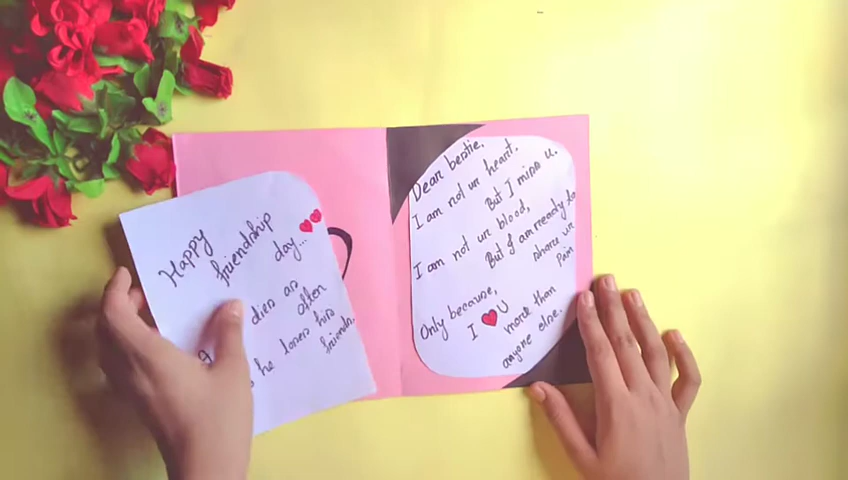 Happy
friendship
day...
dies as
often
he loses his
friends.
Dear bestie,
I am not ur heart,
But I miss u.
I am not ur blood,
But I am ready to
share ur
Pain
Only because,
I ❤ U
more than
anyone else.